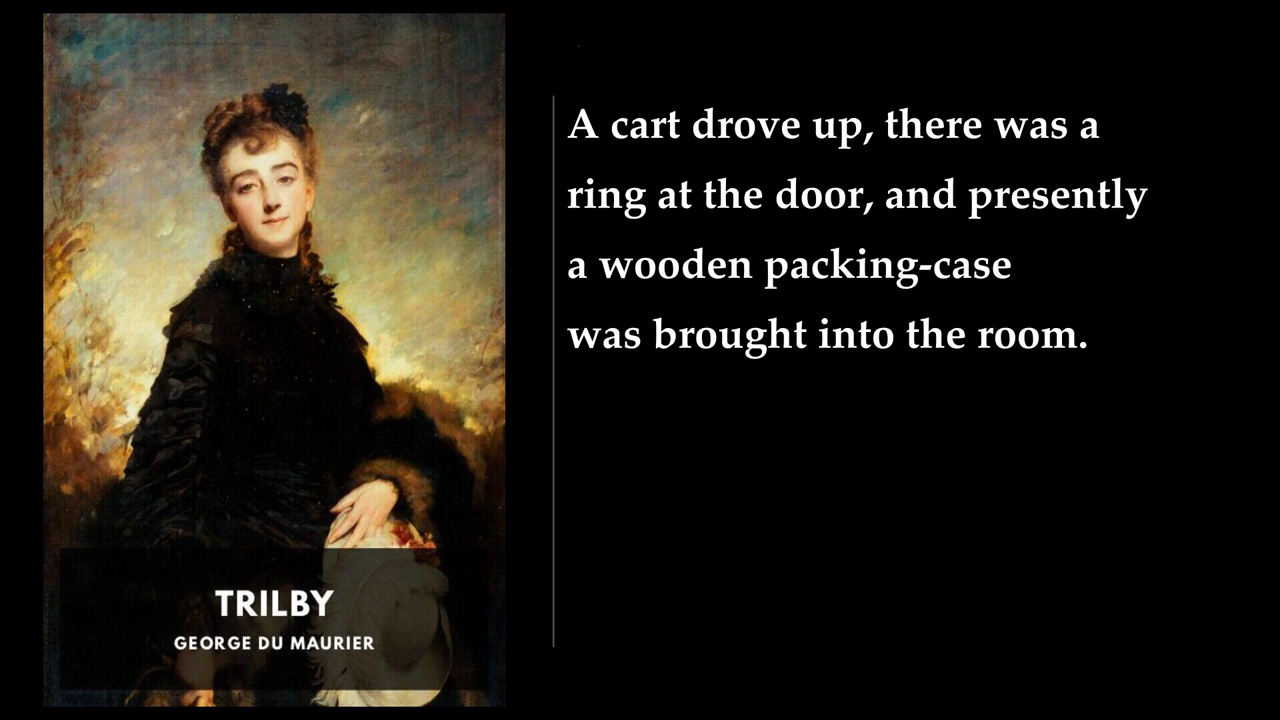 TRILBY
GEORGE DU MAURIER
A cart drove up, there was a
ring at the door, and presently
a wooden packing-case
was brought into the room.